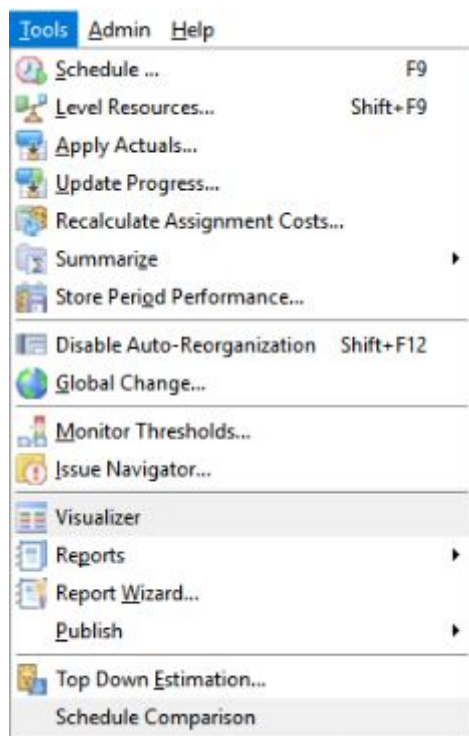 Tools Admin Help
Schedule ... F9
Level Resources... Shift+F9
Apply Actuals...
Update Progress...
Recalculate Assignment Costs...
Summarize
Store Period Performance...
Disable Auto-Reorganization Shift+F12
Global Change...
Monitor Thresholds...
Issue Navigator...
Visualizer
Reports
Report Wizard...
Publish
Top Down Estimation...
Schedule Comparison